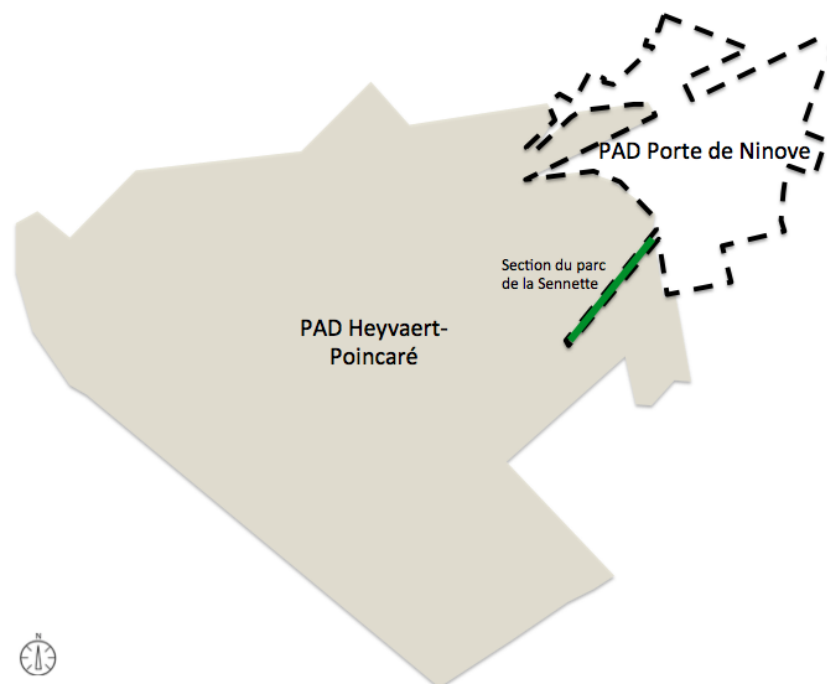 PAD Porte de Ninove
Section du parc
de la Sennette
PAD Heyvaert-
Poincaré
N